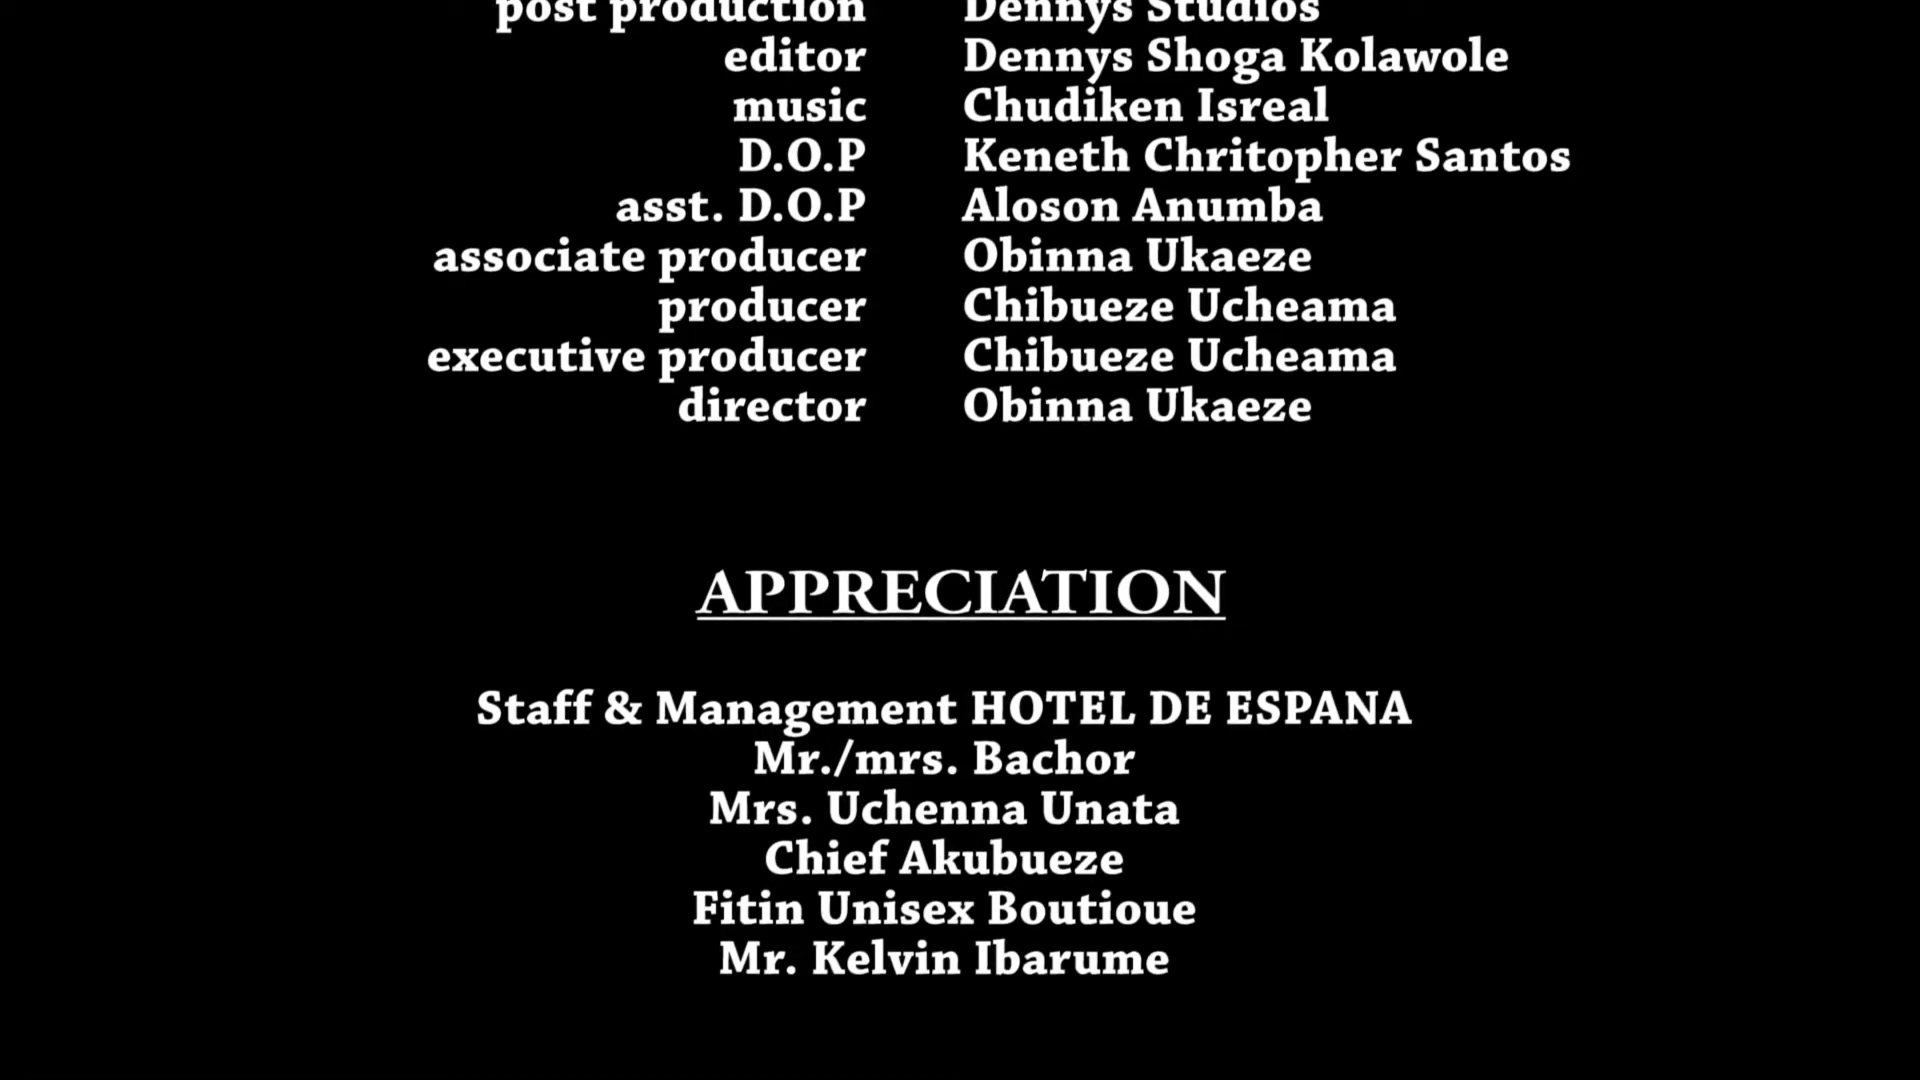 post production Dennys Studios
editor Dennys Shoga Kolawole
music Chudiken Isreal
D.O.P Keneth Chritopher Santos
asst. D.O.P Aloson Anumba
associate producer Obinna Ukaeze
producer Chibueze Ucheama
executive producer Chibueze Ucheama
director Obinna Ukaeze
APPRECIATION
Staff & Management HOTEL DE ESPANA
Mr./mrs. Bachor
Mrs. Uchenna Unata
Chief Akubueze
Fitin Unisex Boutioue
Mr. Kelvin Ibarume